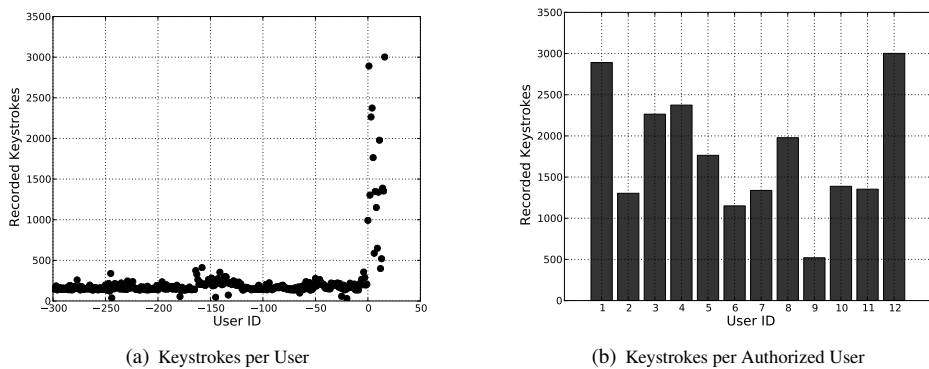 3500
3000
2500
2000
1500
1000
500
0
Recorded Keystrokes
−300 −250 −200 −150 −100 −50 0 50
User ID
(a) Keystrokes per User
3500
3000
2500
2000
1500
1000
500
0
Recorded Keystrokes
1 2 3 4 5 6 7 8 9 10 11 12
User ID
(b) Keystrokes per Authorized User